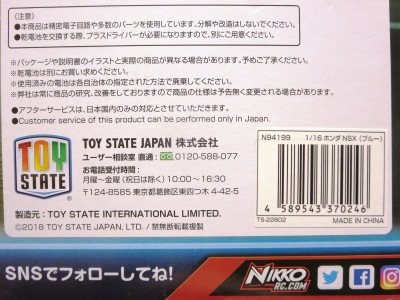 ●本商品は精密電子回路や多数のパーツを使用しています。分解や改造はしないでください。
●乾電池を交換する際、プラスドライバーが必要になりますので、別にご用意ください。
※パッケージや説明書のイラストと実際の商品が異なる場合があります。予めご了承ください。
※乾電池は別にお買い求めください。
※使用済みの電池は各自治体の指定された方法で廃棄してください。
※弊社は常に商品の研究、改善をしておりますので商品の仕様は予告無く変更される場合がございます。
●アフターサービスは、日本国内のみの対応とさせていただきます。
●Customer service of this product can be performed only in Japan.
TOY STATE
TOY STATE JAPAN 株式会社
ユーザー相談室 直通: 0120-588-077
お電話受付時間:
月曜～金曜(祝日は除く)10:00～16:00
〒124-8585 東京都葛飾区東四つ木4-42-5
製造元: TOY STATE INTERNATIONAL LIMITED.
©2018 TOY STATE JAPAN, LTD. / 禁無断転載複製
N94199 1/16 ホンダ NSX (ブルー)
4 589543 370246
TS-22802 MADE IN CHINA
SNSでフォローしてね!
NIKKO
RC.COM